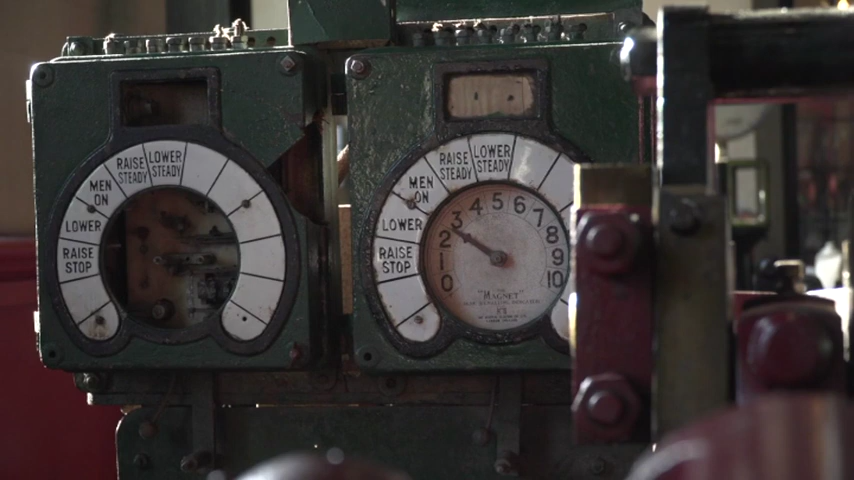 RAISE
STEADY
LOWER
STEADY
MEN
ON
LOWER
RAISE
STOP
RAISE
STEADY
LOWER
STEADY
MEN
ON
LOWER
RAISE
STOP
0 1 2 3 4 5 6 7 8 9 10
THE
"MAGNET"